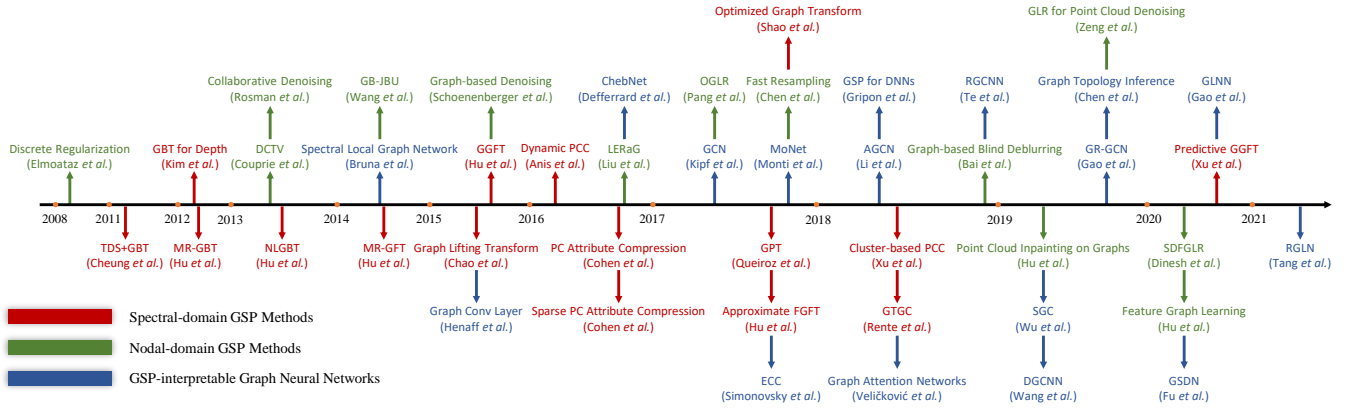 Optimized Graph Transform
(Shao et al.)
GLR for Point Cloud Denoising
(Zeng et al.)
Collaborative Denoising
(Rosman et al.)
GB-JBU
(Wang et al.)
Graph-based Denoising
(Schoenenberger et al.)
ChebNet
(Defferrard et al.)
OGLR
(Pang et al.)
Fast Resampling
(Chen et al.)
GSP for DNNs
(Gripon et al.)
RGCNN
(Te et al.)
Graph Topology Inference
(Chen et al.)
GLNN
(Gao et al.)
Discrete Regularization
(Elmoataz et al.)
GBT for Depth
(Kim et al.)
DCTV
(Couprie et al.)
Spectral Local Graph Network
(Bruna et al.)
GGFT
(Hu et al.)
Dynamic PCC
(Anis et al.)
LERaG
(Liu et al.)
GCN
(Kipf et al.)
MoNet
(Monti et al.)
AGCN
(Li et al.)
Graph-based Blind Deblurring
(Bai et al.)
GR-GCN
(Gao et al.)
Predictive GGFT
(Xu et al.)
2008 2011 2012 2013 2014 2015 2016 2017 2018 2019 2020 2021
TDS+GBT
(Cheung et al.)
MR-GBT
(Hu et al.)
NLGBT
(Hu et al.)
MR-GFT
(Hu et al.)
Graph Lifting Transform
(Chao et al.)
PC Attribute Compression
(Cohen et al.)
GPT
(Queiroz et al.)
Cluster-based PCC
(Xu et al.)
Point Cloud Inpainting on Graphs
(Hu et al.)
SDFGLR
(Dinesh et al.)
RGLN
(Tang et al.)
Graph Conv Layer
(Henaff et al.)
Sparse PC Attribute Compression
(Cohen et al.)
Approximate FGFT
(Hu et al.)
GTGC
(Rente et al.)
SGC
(Wu et al.)
Feature Graph Learning
(Hu et al.)
ECC
(Simonovsky et al.)
Graph Attention Networks
(Veličković et al.)
DGCNN
(Wang et al.)
GSDN
(Fu et al.)
Spectral-domain GSP Methods
Nodal-domain GSP Methods
GSP-interpretable Graph Neural Networks